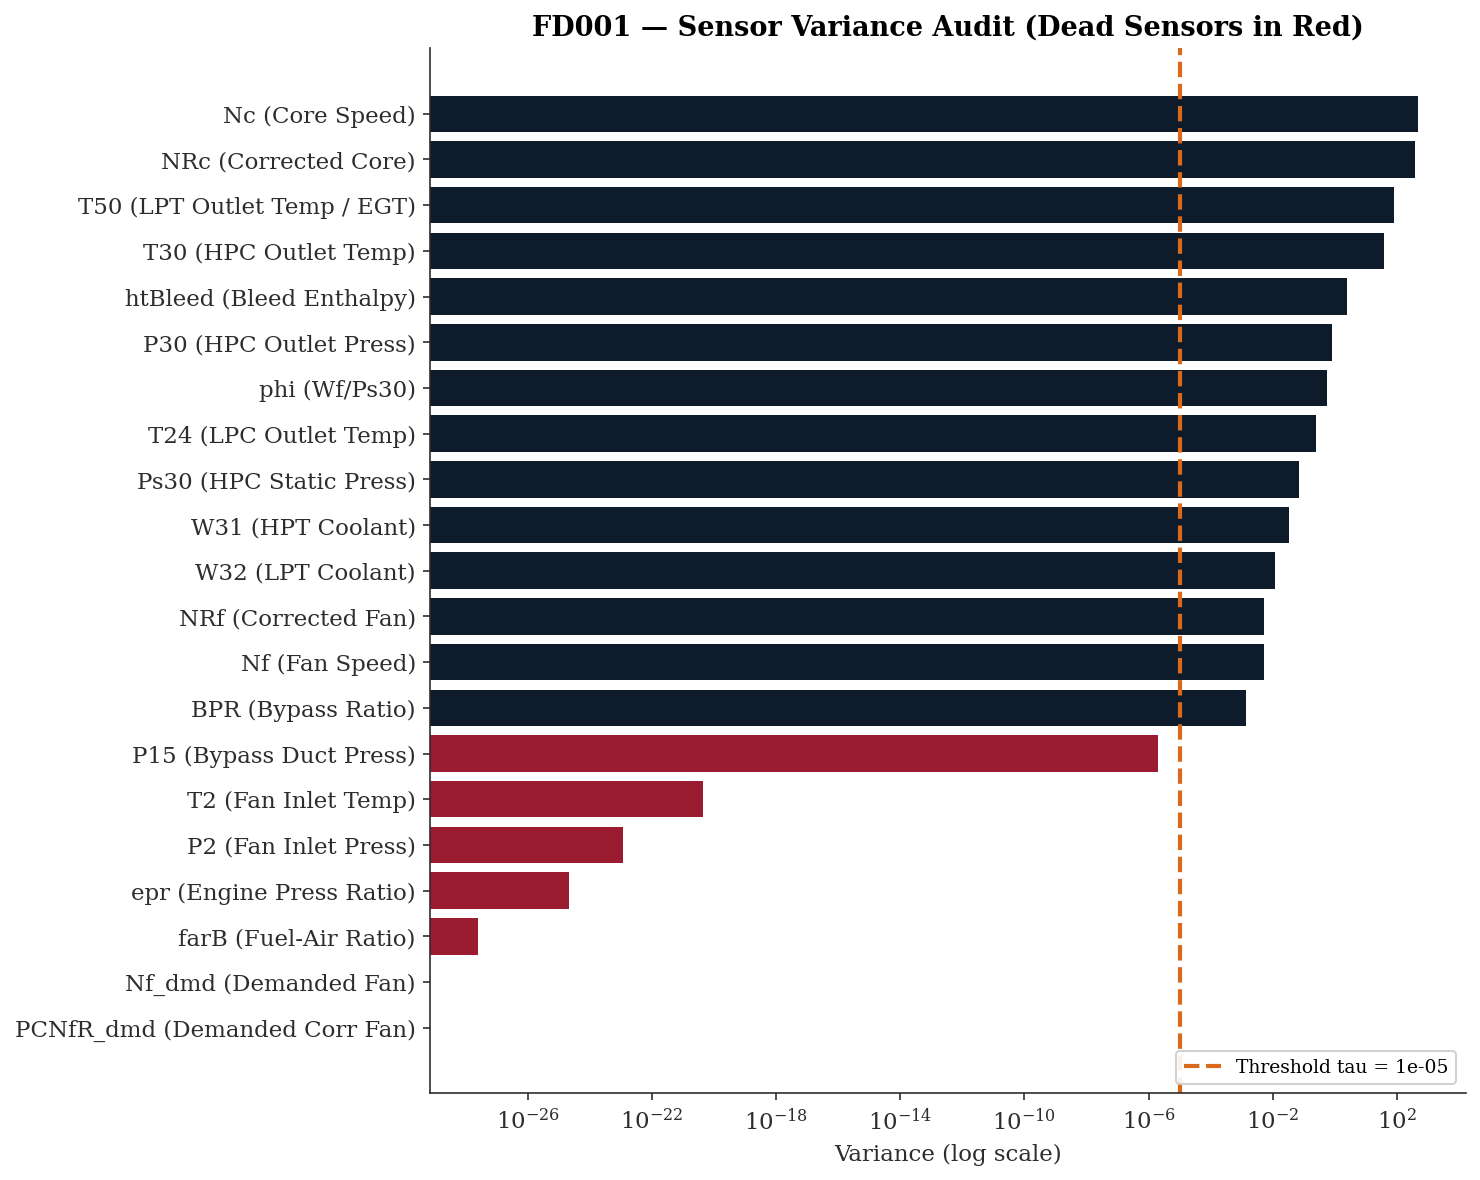 FD001 — Sensor Variance Audit (Dead Sensors in Red)
Nc (Core Speed)
NRc (Corrected Core)
T50 (LPT Outlet Temp / EGT)
T30 (HPC Outlet Temp)
htBleed (Bleed Enthalpy)
P30 (HPC Outlet Press)
phi (Wf/Ps30)
T24 (LPC Outlet Temp)
Ps30 (HPC Static Press)
W31 (HPT Coolant)
W32 (LPT Coolant)
NRf (Corrected Fan)
Nf (Fan Speed)
BPR (Bypass Ratio)
P15 (Bypass Duct Press)
T2 (Fan Inlet Temp)
P2 (Fan Inlet Press)
epr (Engine Press Ratio)
farB (Fuel-Air Ratio)
Nf_dmd (Demanded Fan)
PCNfR_dmd (Demanded Corr Fan)
Threshold tau = 1e-05
10⁻²⁶ 10⁻²² 10⁻¹⁸ 10⁻¹⁴ 10⁻¹⁰ 10⁻⁶ 10⁻² 10²
Variance (log scale)